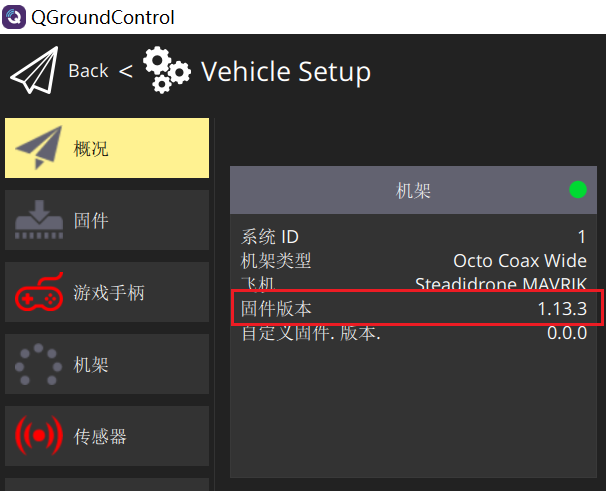 QGroundControl
Back < Vehicle Setup
概况
固件
游戏手柄
机架
传感器
机架
系统 ID 1
机架类型 Octo Coax Wide
飞机 Steadidrone MAVRIK
固件版本 1.13.3
自定义固件. 版本. 0.0.0